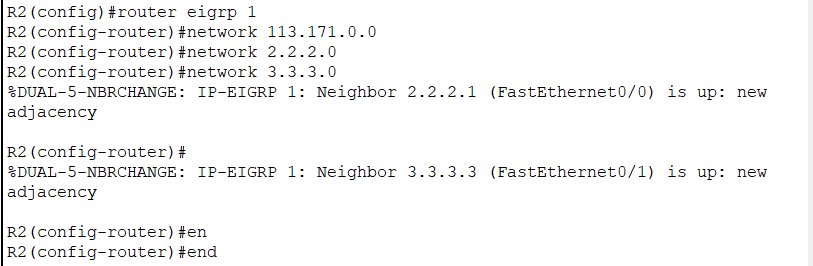 R2(config)#router eigrp 1
R2(config-router)#network 113.171.0.0
R2(config-router)#network 2.2.2.0
R2(config-router)#network 3.3.3.0
%DUAL-5-NBRCHANGE: IP-EIGRP 1: Neighbor 2.2.2.1 (FastEthernet0/0) is up: new
adjacency
R2(config-router)#
%DUAL-5-NBRCHANGE: IP-EIGRP 1: Neighbor 3.3.3.3 (FastEthernet0/1) is up: new
adjacency
R2(config-router)#en
R2(config-router)#end